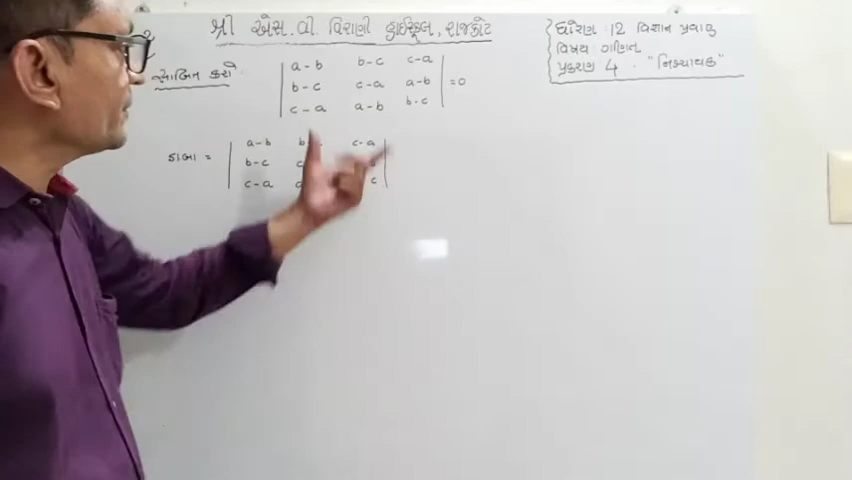 શ્રી એસ.વી. વિરાણી હાઈસ્કૂલ, રાજકોટ
ધોરણ 12 વિજ્ઞાન પ્રવાહ
વિષય ગણિત
પ્રકરણ 4 - "નિશ્ચાયક"
સાબિત કરો
a-b b-c c-a
b-c c-a a-b =0
c-a a-b b-c
ડાબા =
a-b c-a
b-c
c-a